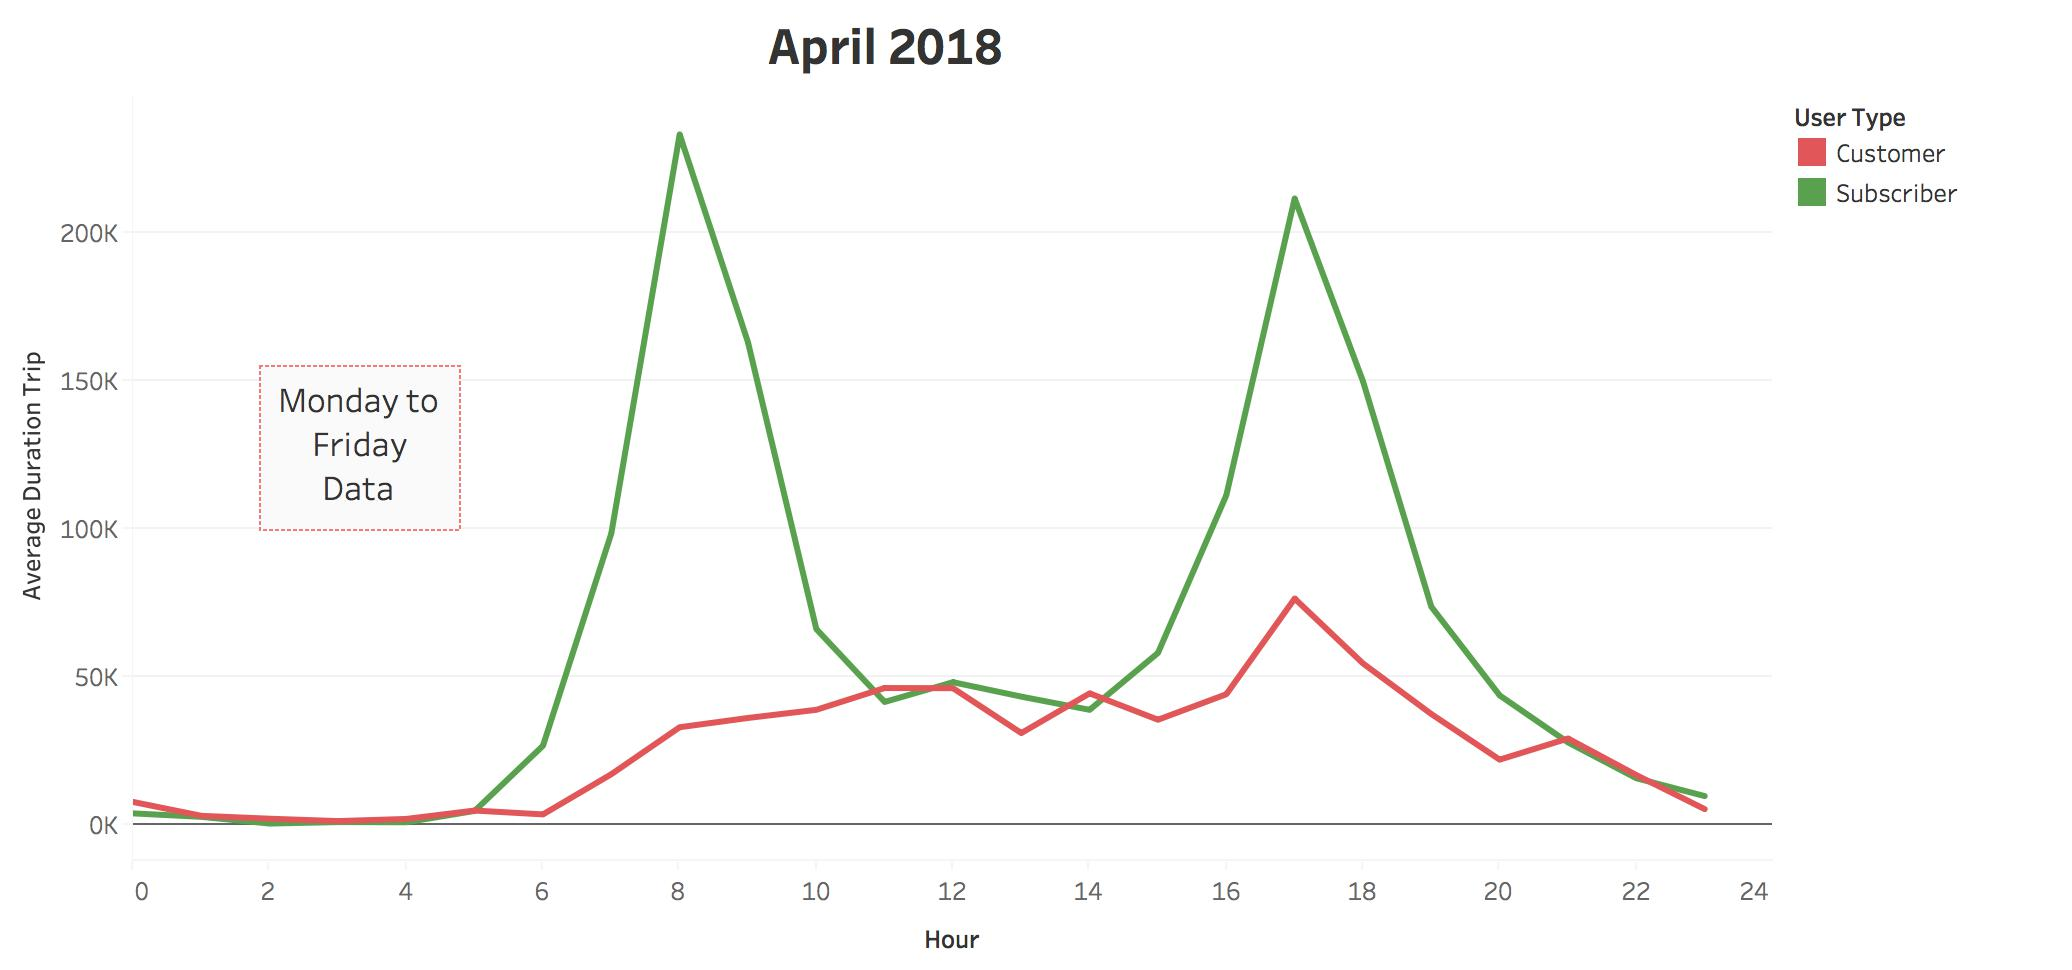 April 2018
User Type
Customer
Subscriber
Average Duration Trip
200K
150K
100K
50K
0K
Monday to
Friday
Data
0 2 4 6 8 10 12 14 16 18 20 22 24
Hour